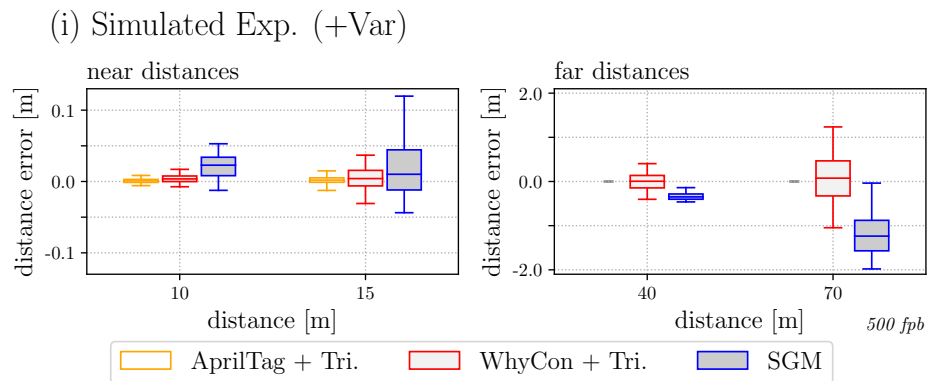 (i) Simulated Exp. (+Var)
near distances
far distances
distance error [m]
0.1
0.0
-0.1
10
15
distance [m]
distance error [m]
2.0
0.0
-2.0
40
70
distance [m]
500 fpb
AprilTag + Tri.
WhyCon + Tri.
SGM